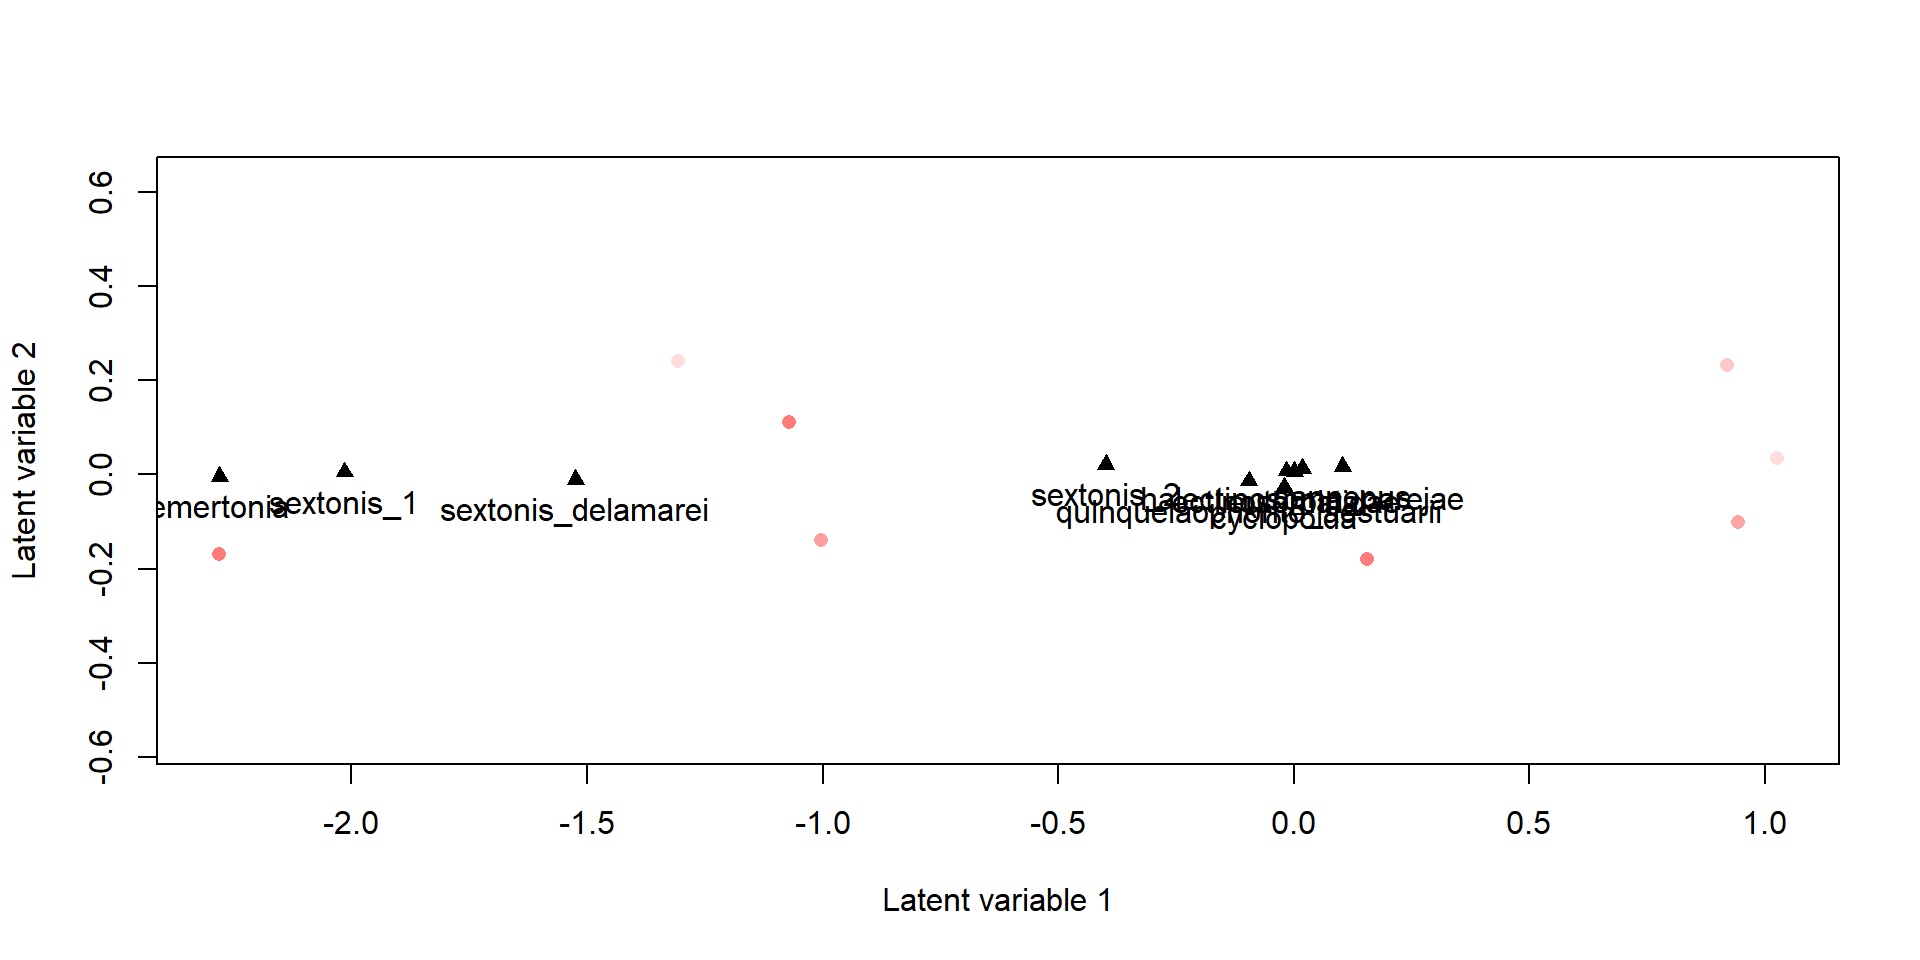 0.6
0.4
0.2
0.0
-0.2
-0.4
-0.6
Latent variable 2
emertonia
sextonis_1
sextonis_delamarei
sextonis_2
cyclopoida
-2.0
-1.5
-1.0
-0.5
0.0
0.5
1.0
Latent variable 1